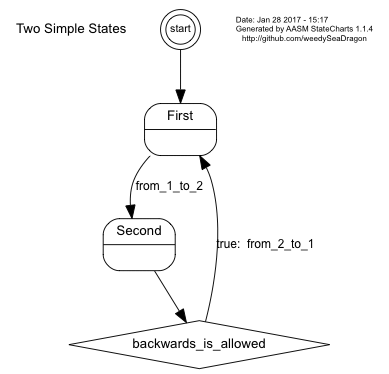 Two Simple States
start
Date: Jan 28 2017 - 15:17
Generated by AASM StateCharts 1.1.4
http://github.com/weedySeaDragon
First
from_1_to_2
Second
true: from_2_to_1
backwards_is_allowed